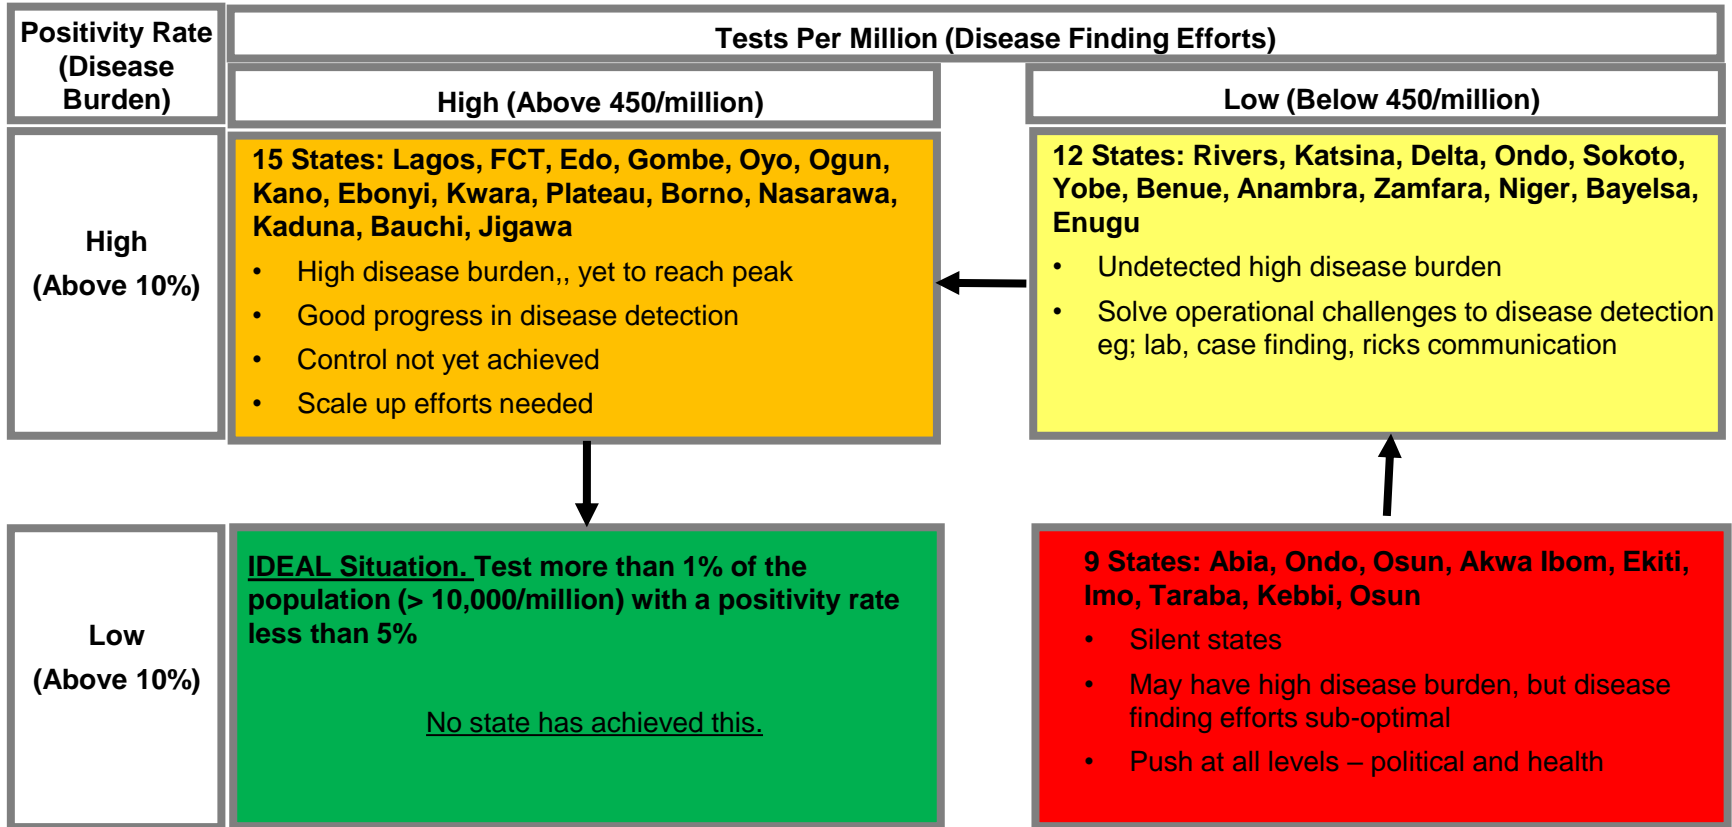 Positivity Rate
(Disease
Burden)
Tests Per Million (Disease Finding Efforts)
High (Above 450/million)
Low (Below 450/million)
High
(Above 10%)
15 States: Lagos, FCT, Edo, Gombe, Oyo, Ogun,
Kano, Ebonyi, Kwara, Plateau, Borno, Nasarawa,
Kaduna, Bauchi, Jigawa
• High disease burden,, yet to reach peak
• Good progress in disease detection
• Control not yet achieved
• Scale up efforts needed
12 States: Rivers, Katsina, Delta, Ondo, Sokoto,
Yobe, Benue, Anambra, Zamfara, Niger, Bayelsa,
Enugu
• Undetected high disease burden
• Solve operational challenges to disease detection
eg; lab, case finding, ricks communication
Low
(Above 10%)
IDEAL Situation. Test more than 1% of the
population (> 10,000/million) with a positivity rate
less than 5%
No state has achieved this.
9 States: Abia, Ondo, Osun, Akwa Ibom, Ekiti,
Imo, Taraba, Kebbi, Osun
• Silent states
• May have high disease burden, but disease
finding efforts sub-optimal
• Push at all levels – political and health